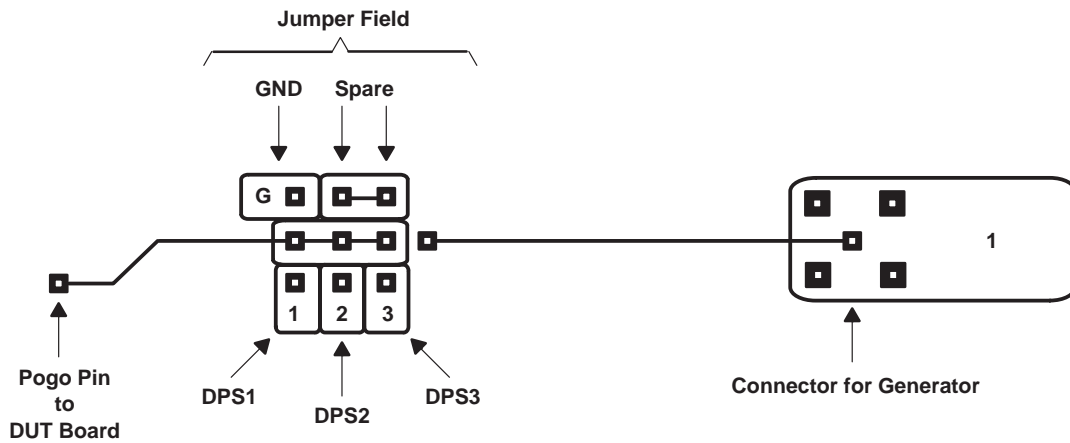 Jumper Field
GND Spare
G
1
1 2 3
DPS1 DPS2 DPS3
Pogo Pin
to
DUT Board
Connector for Generator